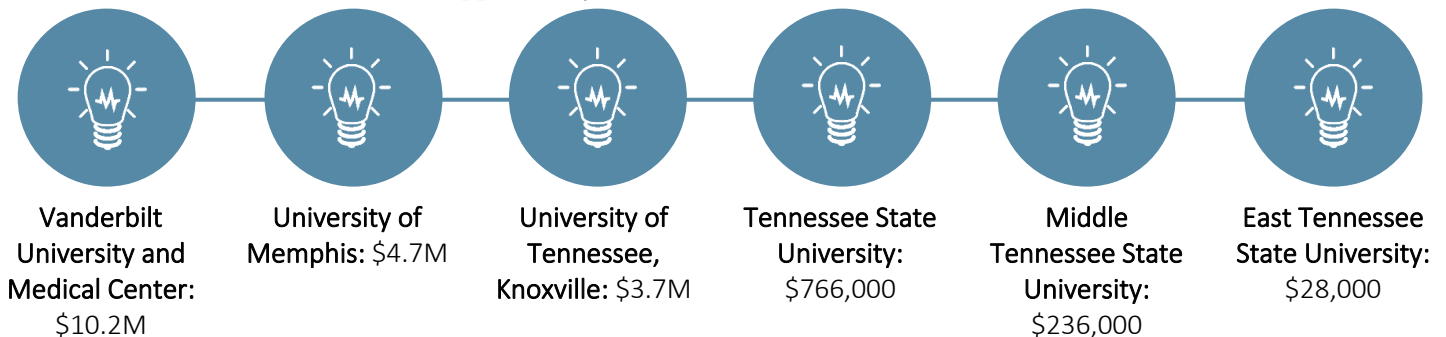 Vanderbilt
University and
Medical Center:
$10.2M
University of
Memphis: $4.7M
University of
Tennessee,
Knoxville: $3.7M
Tennessee State
University:
$766,000
Middle
Tennessee State
University:
$236,000
East Tennessee
State University:
$28,000